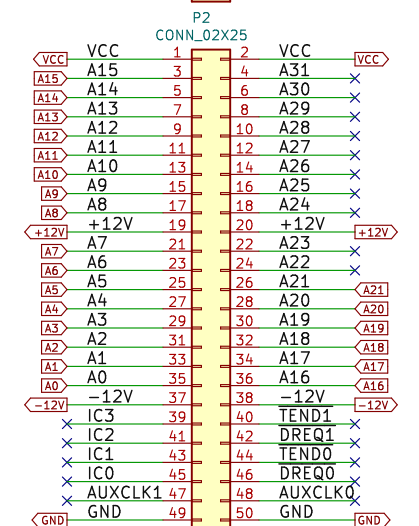 P2
CONN_02X25
VCC VCC 1 2 VCC VCC
A15 A15 3 4 A31
A14 A14 5 6 A30
A13 A13 7 8 A29
A12 A12 9 10 A28
A11 A11 11 12 A27
A10 A10 13 14 A26
A9 A9 15 16 A25
A8 A8 17 18 A24
+12V +12V 19 20 +12V +12V
A7 A7 21 22 A23
A6 A6 23 24 A22
A5 A5 25 26 A21 A21
A4 A4 27 28 A20 A20
A3 A3 29 30 A19 A19
A2 A2 31 32 A18 A18
A1 A1 33 34 A17 A17
A0 A0 35 36 A16 A16
-12V -12V 37 38 -12V -12V
IC3 39 40 TEND1
IC2 41 42 DREQ1
IC1 43 44 TEND0
IC0 45 46 DREQ0
AUXCLK1 47 48 AUXCLK0
GND GND 49 50 GND GND